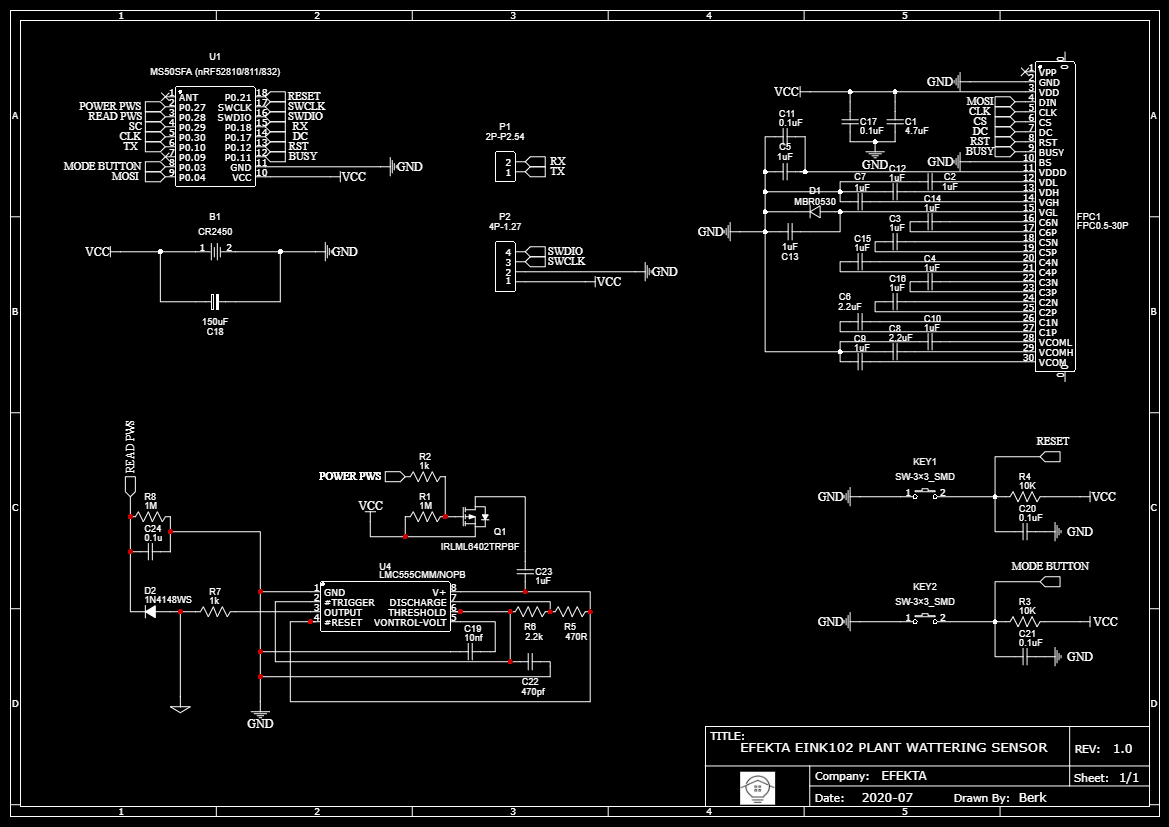 1 2 3 4 5
A
B
C
D
U1
MS50SFA (nRF52810/811/832)
1 ANT P0.21 18 RESET
POWER PWS 2 P0.27 SWCLK 17 SWCLK
READ PWS 3 P0.28 SWDIO 16 SWDIO
SC 4 P0.29 P0.18 15 RX
CLK 5 P0.30 P0.17 14 DC
TX 6 P0.10 P0.12 13 RST
7 P0.09 P0.11 12 BUSY
MODE BUTTON 8 P0.03 GND 11 GND
MOSI 9 P0.04 VCC 10 VCC
B1
CR2450
VCC 1 2 GND
150uF
C18
P1
2P-P2.54
2 RX
1 TX
P2
4P-1.27
4 SWDIO
3 SWCLK
2 GND
1 VCC
VCC
GND
C11
0.1uF
C5
1uF
C17
0.1uF
C1
4.7uF
GND
GND
MOSI
CLK
CS
DC
RST
BUSY
1 VPP
2 GND
3 VDD
4 DIN
5 CLK
6 CS
7 DC
8 RST
9 BUSY
10 BS
11 VDDD
12 VDL
13 VDH
14 VGH
15 VGL
16 C6N
17 C6P
18 C5N
19 C5P
20 C4N
21 C4P
22 C3N
23 C3P
24 C2N
25 C2P
26 C1N
27 C1P
28 VCOML
29 VCOMH
30 VCOM
0
0
FPC1
FPC0.5-30P
C12
1uF
C7
1uF
C2
1uF
D1
MBR0530
C14
1uF
GND
1uF
C13
C3
1uF
C15
1uF
C4
1uF
C16
1uF
C6
2.2uF
C10
1uF
C8
2.2uF
C9
1uF
READ PWS
R8
1M
C24
0.1u
D2
1N4148WS
R7
1k
GND
POWER PWS
R2
1k
VCC
R1
1M
Q1
IRLML6402TRPBF
C23
1uF
U4
LMC555CMM/NOPB
1 GND V+ 8
2 #TRIGGER DISCHARGE 7
3 OUTPUT THRESHOLD 6
4 #RESET VONTROL-VOLT 5
C19
10nf
R6
2.2k
R5
470R
C22
470pf
RESET
KEY1
SW-3×3_SMD
GND 1 2
R4
10K
VCC
C20
0.1uF
GND
MODE BUTTON
KEY2
SW-3×3_SMD
GND 1 2
R3
10K
VCC
C21
0.1uF
GND
TITLE:
EFEKTA EINK102 PLANT WATTERING SENSOR
REV: 1.0
Company: EFEKTA
Sheet: 1/1
Date: 2020-07 Drawn By: Berk
A
B
C
D
1 2 3 4 5